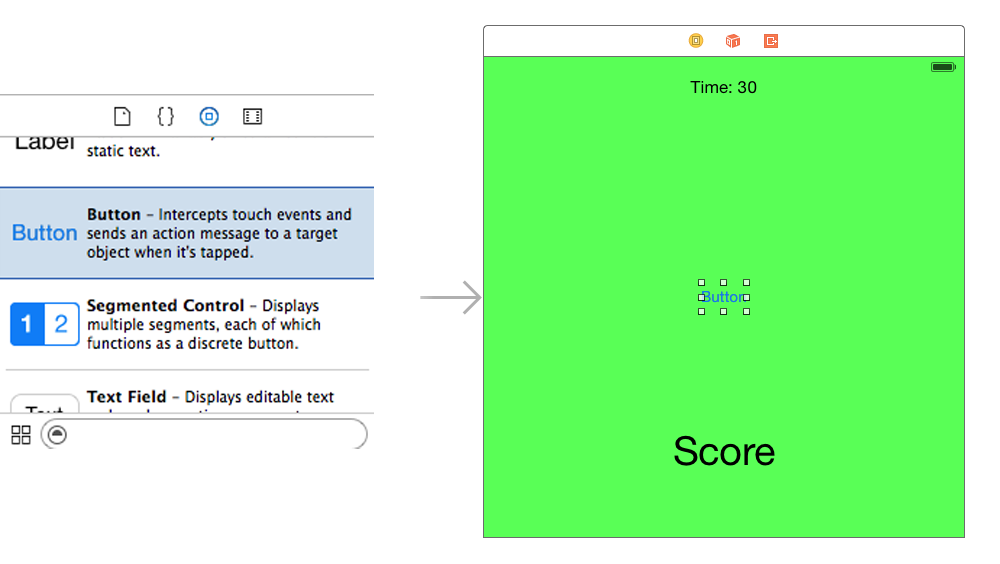 Label
static text.
Button
Button – Intercepts touch events and
sends an action message to a target
object when it's tapped.
1 2
Segmented Control – Displays
multiple segments, each of which
functions as a discrete button.
Text Field – Displays editable text
Text
Time: 30
Button
Score